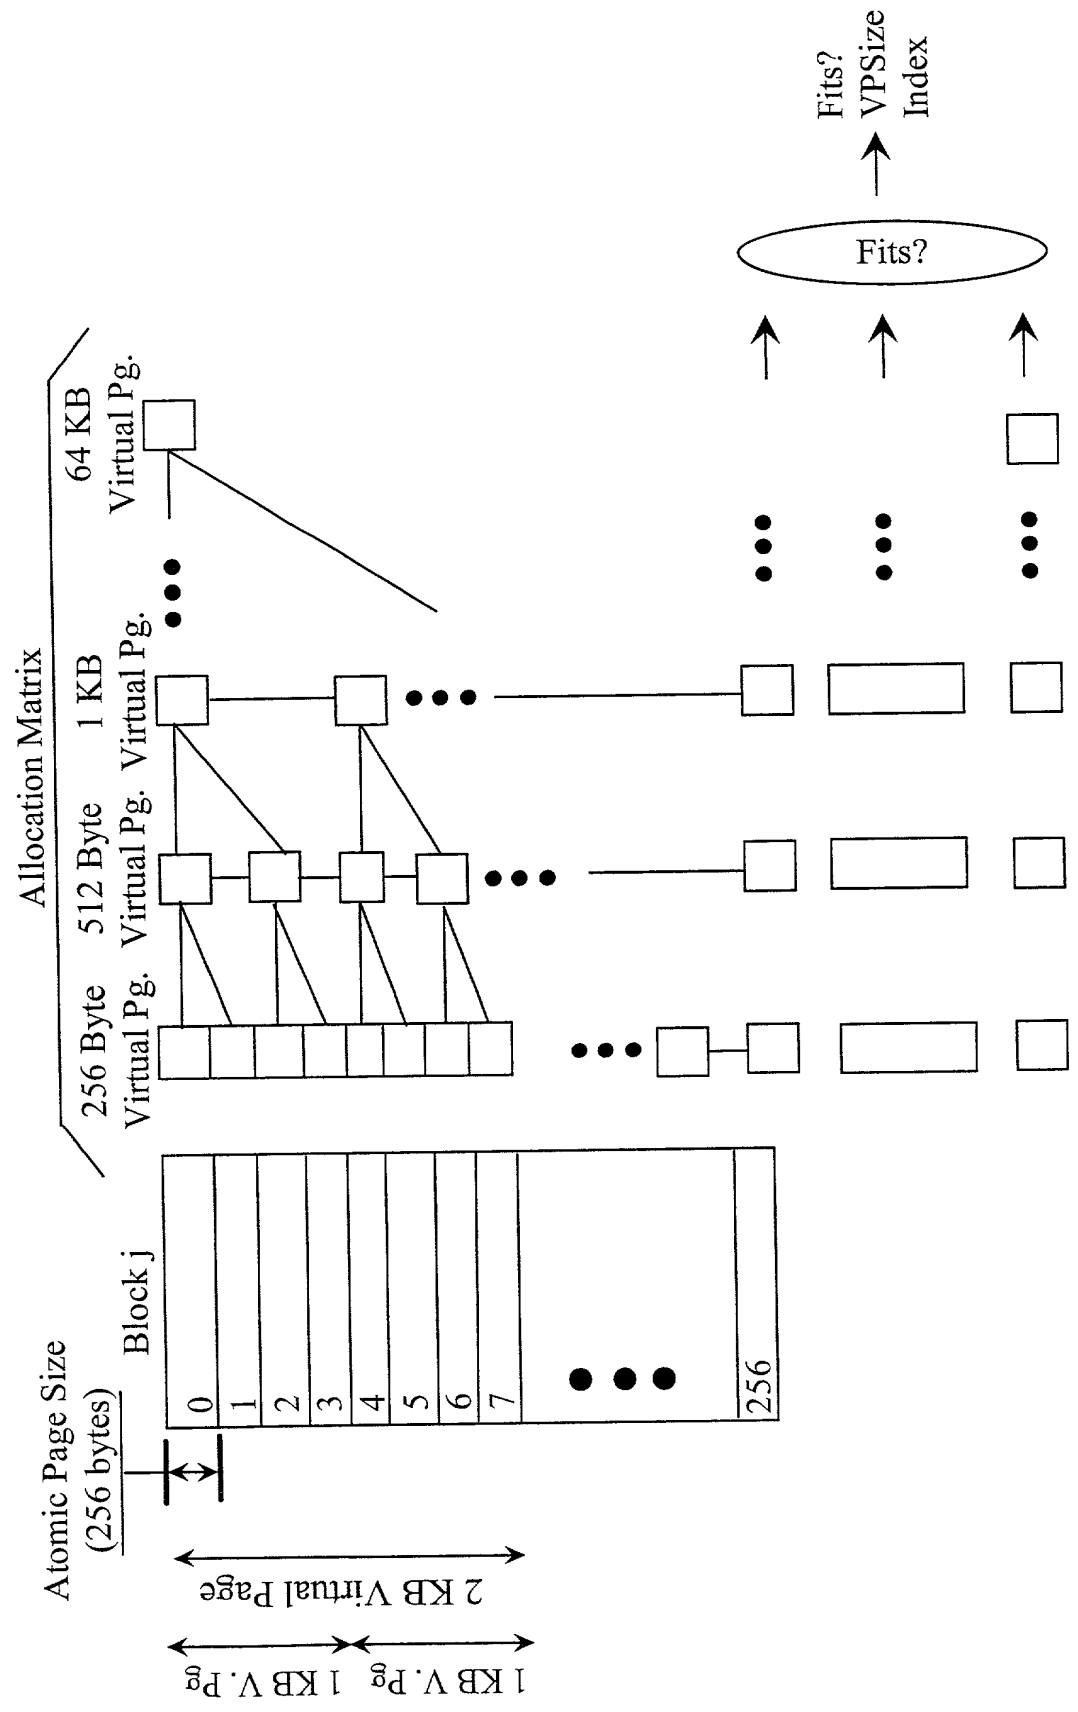 Allocation Matrix
Atomic Page Size
(256 bytes)
Block j
256 Byte
Virtual Pg.
512 Byte
Virtual Pg.
1 KB
Virtual Pg.
64 KB
Virtual Pg.
0
1
2
3
4
5
6
7
256
2 KB Virtual Page
1 KB V. Pg
1 KB V. Pg
Fits?
Fits?
VPSize
Index